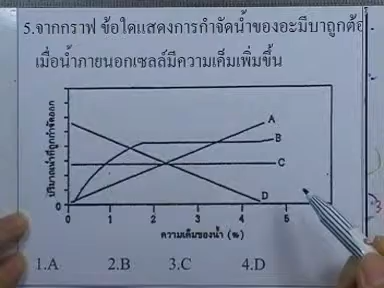 5.จากกราฟ ข้อใดแสดงการกำจัดน้ำของอะมีบาถูกต้อ
เมื่อน้ำภายนอกเซลล์มีความเค็มเพิ่มขึ้น
ปริมาณน้ำที่ถูกกำจัดออก
A
B
C
D
0
0 1 2 3 4 5
ความเค็มของน้ำ (%)
1.A 2.B 3.C 4.D